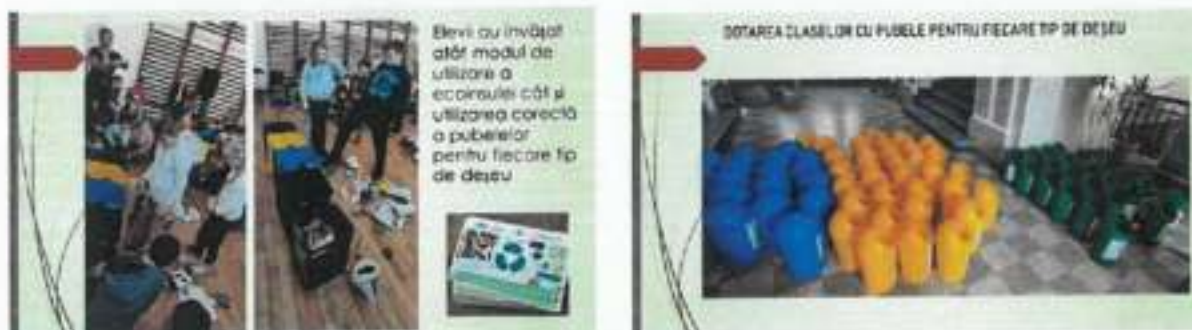 Elevii au învățat
atât modul de
utilizare a
ecoinsulei cât și
utilizarea corectă
a pubelelor
pentru fiecare tip
de deșeu
DOTAREA CLASELOR CU PUBELE PENTRU FIECARE TIP DE DEȘEU